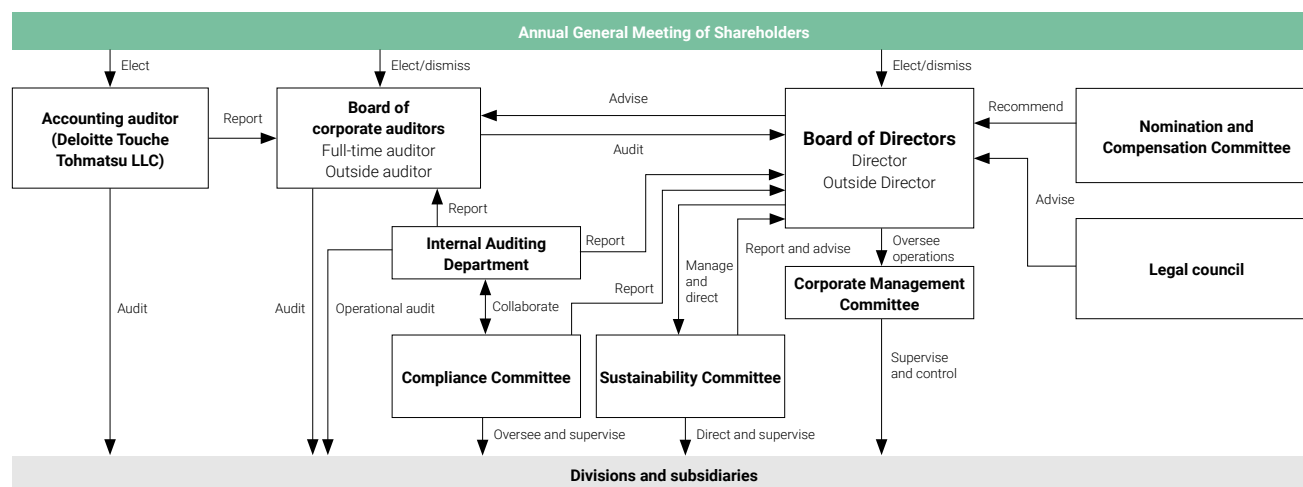 Annual General Meeting of Shareholders
Elect
Elect/dismiss
Elect/dismiss
Accounting auditor
(Deloitte Touche
Tohmatsu LLC)
Report
Board of
corporate auditors
Full-time auditor
Outside auditor
Advise
Audit
Board of Directors
Director
Outside Director
Recommend
Nomination and
Compensation Committee
Advise
Legal council
Report
Internal Auditing
Department
Report
Report and advise
Oversee
operations
Manage
and
direct
Corporate Management
Committee
Audit
Audit
Operational audit
Collaborate
Report
Compliance Committee
Sustainability Committee
Supervise
and control
Oversee and supervise
Direct and supervise
Divisions and subsidiaries